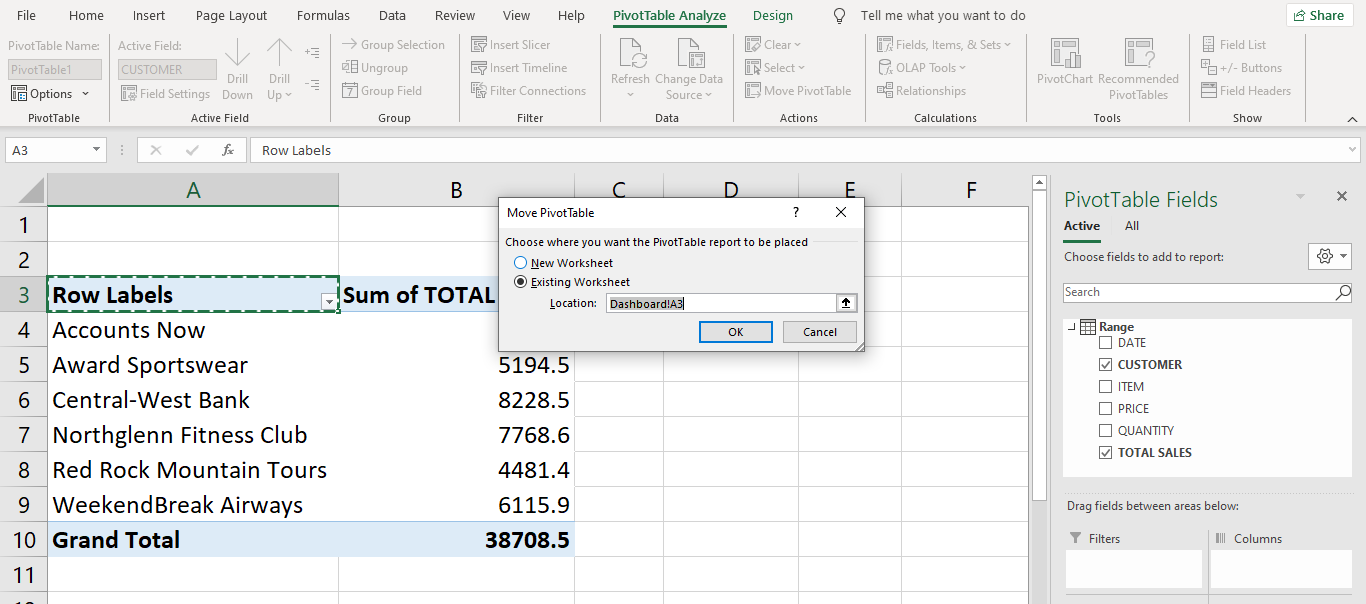 File Home Insert Page Layout Formulas Data Review View Help PivotTable Analyze Design Tell me what you want to do Share
PivotTable Name:
PivotTable1
Options
PivotTable
Active Field:
CUSTOMER
Field Settings
Drill Down
Drill Up
Active Field
Group Selection
Ungroup
Group Field
Group
Insert Slicer
Insert Timeline
Filter Connections
Filter
Refresh
Change Data Source
Data
Clear
Select
Move PivotTable
Actions
Fields, Items, & Sets
OLAP Tools
Relationships
Calculations
PivotChart
Recommended PivotTables
Tools
Field List
+/- Buttons
Field Headers
Show
A3 fx Row Labels
A B C D E F
1
2
3 Row Labels Sum of TOTAL
4 Accounts Now
5 Award Sportswear 5194.5
6 Central-West Bank 8228.5
7 Northglenn Fitness Club 7768.6
8 Red Rock Mountain Tours 4481.4
9 WeekendBreak Airways 6115.9
10 Grand Total 38708.5
11
Move PivotTable ?
Choose where you want the PivotTable report to be placed
New Worksheet
Existing Worksheet
Location: Dashboard!A3
OK Cancel
PivotTable Fields
Active All
Choose fields to add to report:
Search
Range
DATE
CUSTOMER
ITEM
PRICE
QUANTITY
TOTAL SALES
Drag fields between areas below:
Filters Columns